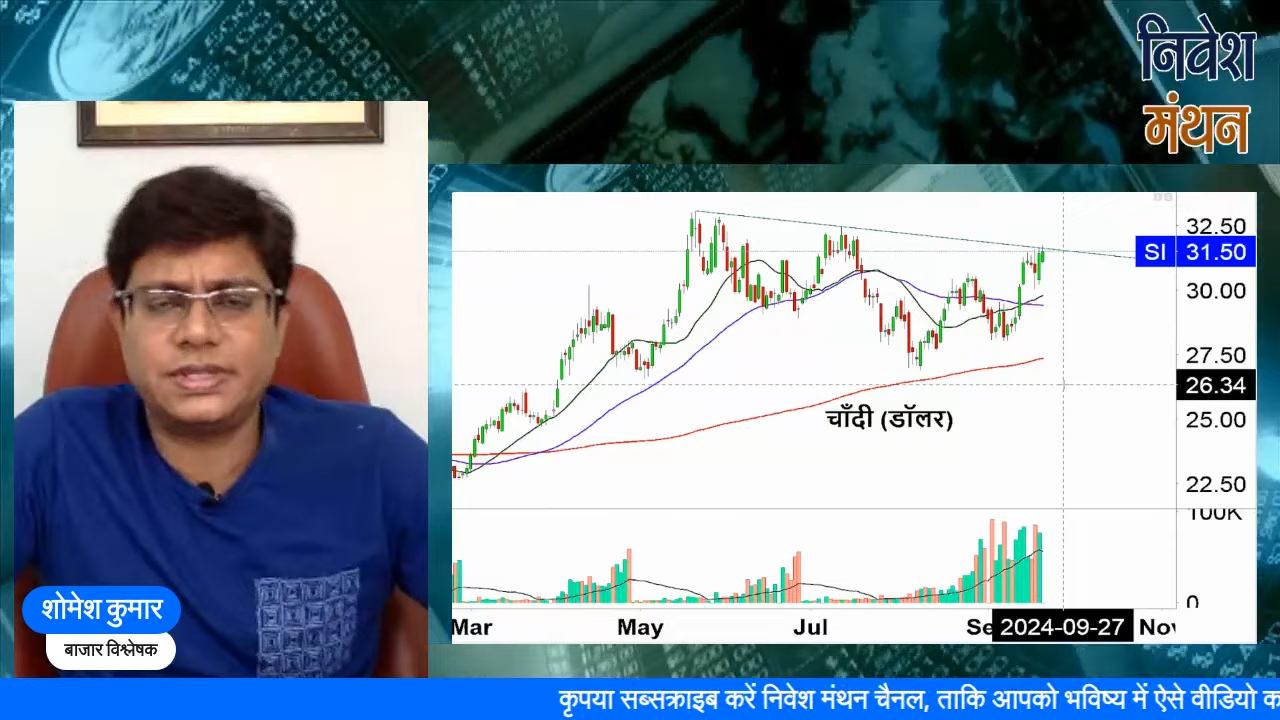 निवेश
मंथन
32.50
SI 31.50
30.00
27.50
26.34
25.00
22.50
चाँदी (डॉलर)
100K
0
Mar May Jul Se 2024-09-27 Nov
शोमेश कुमार
बाजार विश्लेषक
कृपया सब्सक्राइब करें निवेश मंथन चैनल, ताकि आपको भविष्य में ऐसे वीडियो क